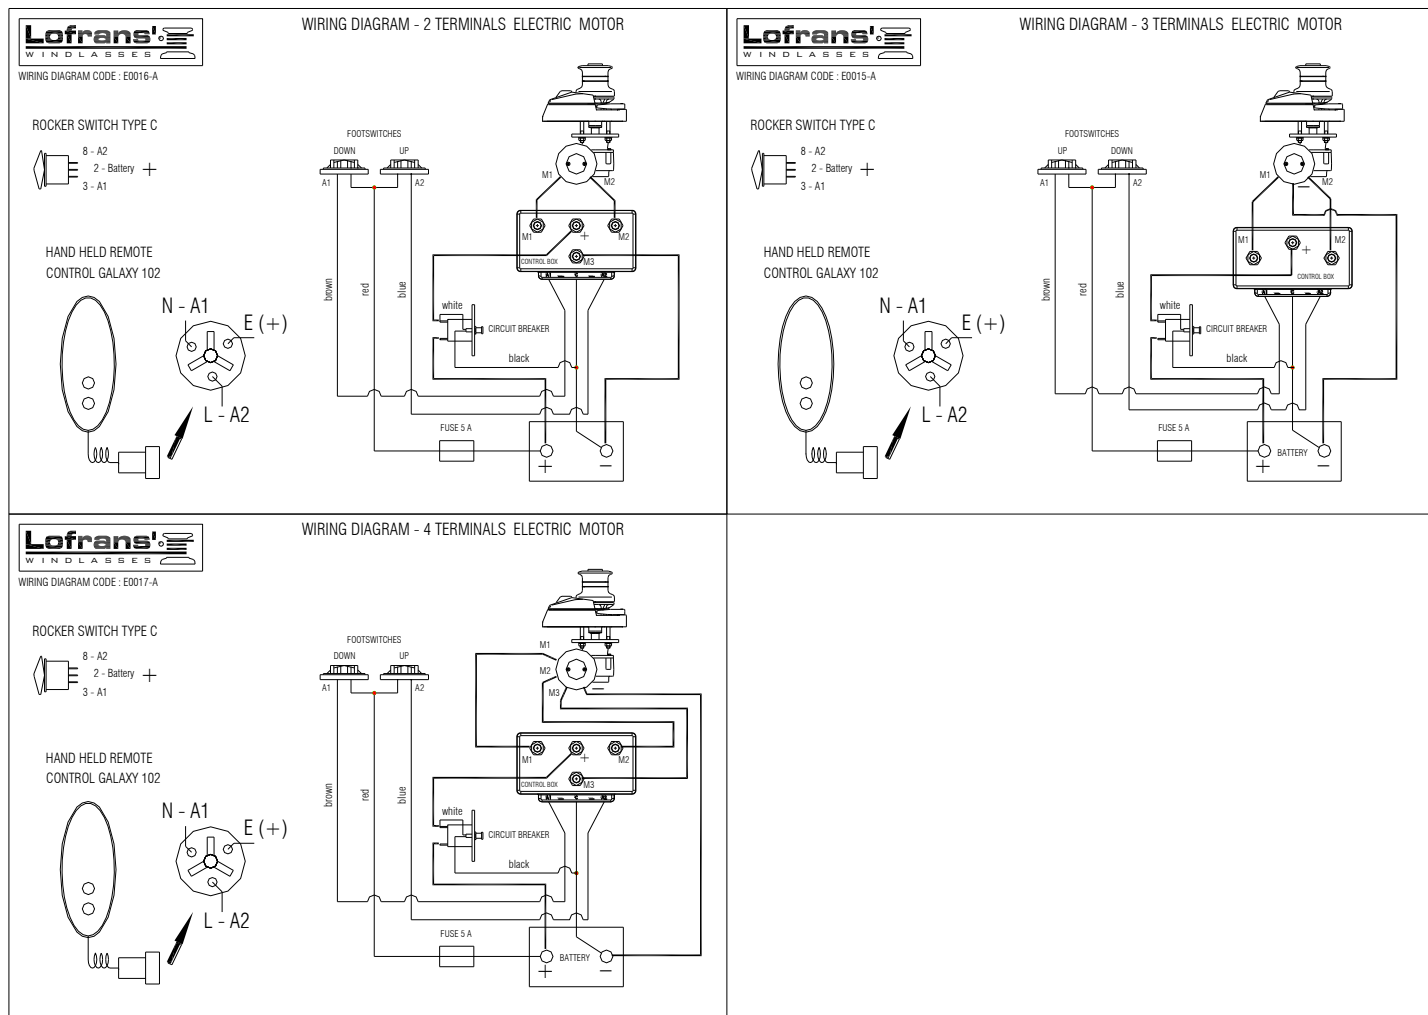 Lofrans'
WINDLASSES
WIRING DIAGRAM CODE : E0016-A
WIRING DIAGRAM - 2 TERMINALS ELECTRIC MOTOR
ROCKER SWITCH TYPE C
8 - A2
2 - Battery +
3 - A1
HAND HELD REMOTE
CONTROL GALAXY 102
N - A1
E (+)
L - A2
FOOTSWITCHES
DOWN UP
A1 A2
brown
red
blue
M1 M2
M1 + M2
M3
CONTROL BOX
A1 – C A2
white
CIRCUIT BREAKER
black
FUSE 5 A
+ –
Lofrans'
WINDLASSES
WIRING DIAGRAM CODE : E0015-A
WIRING DIAGRAM - 3 TERMINALS ELECTRIC MOTOR
ROCKER SWITCH TYPE C
8 - A2
2 - Battery +
3 - A1
HAND HELD REMOTE
CONTROL GALAXY 102
N - A1
E (+)
L - A2
FOOTSWITCHES
UP DOWN
A1 A2
brown
red
blue
M1 – M2
M1 + M2
CONTROL BOX
A1 – C A2
white
CIRCUIT BREAKER
black
FUSE 5 A
BATTERY
+ –
Lofrans'
WINDLASSES
WIRING DIAGRAM CODE : E0017-A
WIRING DIAGRAM - 4 TERMINALS ELECTRIC MOTOR
ROCKER SWITCH TYPE C
8 - A2
2 - Battery +
3 - A1
HAND HELD REMOTE
CONTROL GALAXY 102
N - A1
E (+)
L - A2
FOOTSWITCHES
DOWN UP
A1 A2
brown
red
blue
M1
M2
M3 –
M1 + M2
M3
CONTROL BOX
A1 – C A2
white
CIRCUIT BREAKER
black
FUSE 5 A
BATTERY
+ –